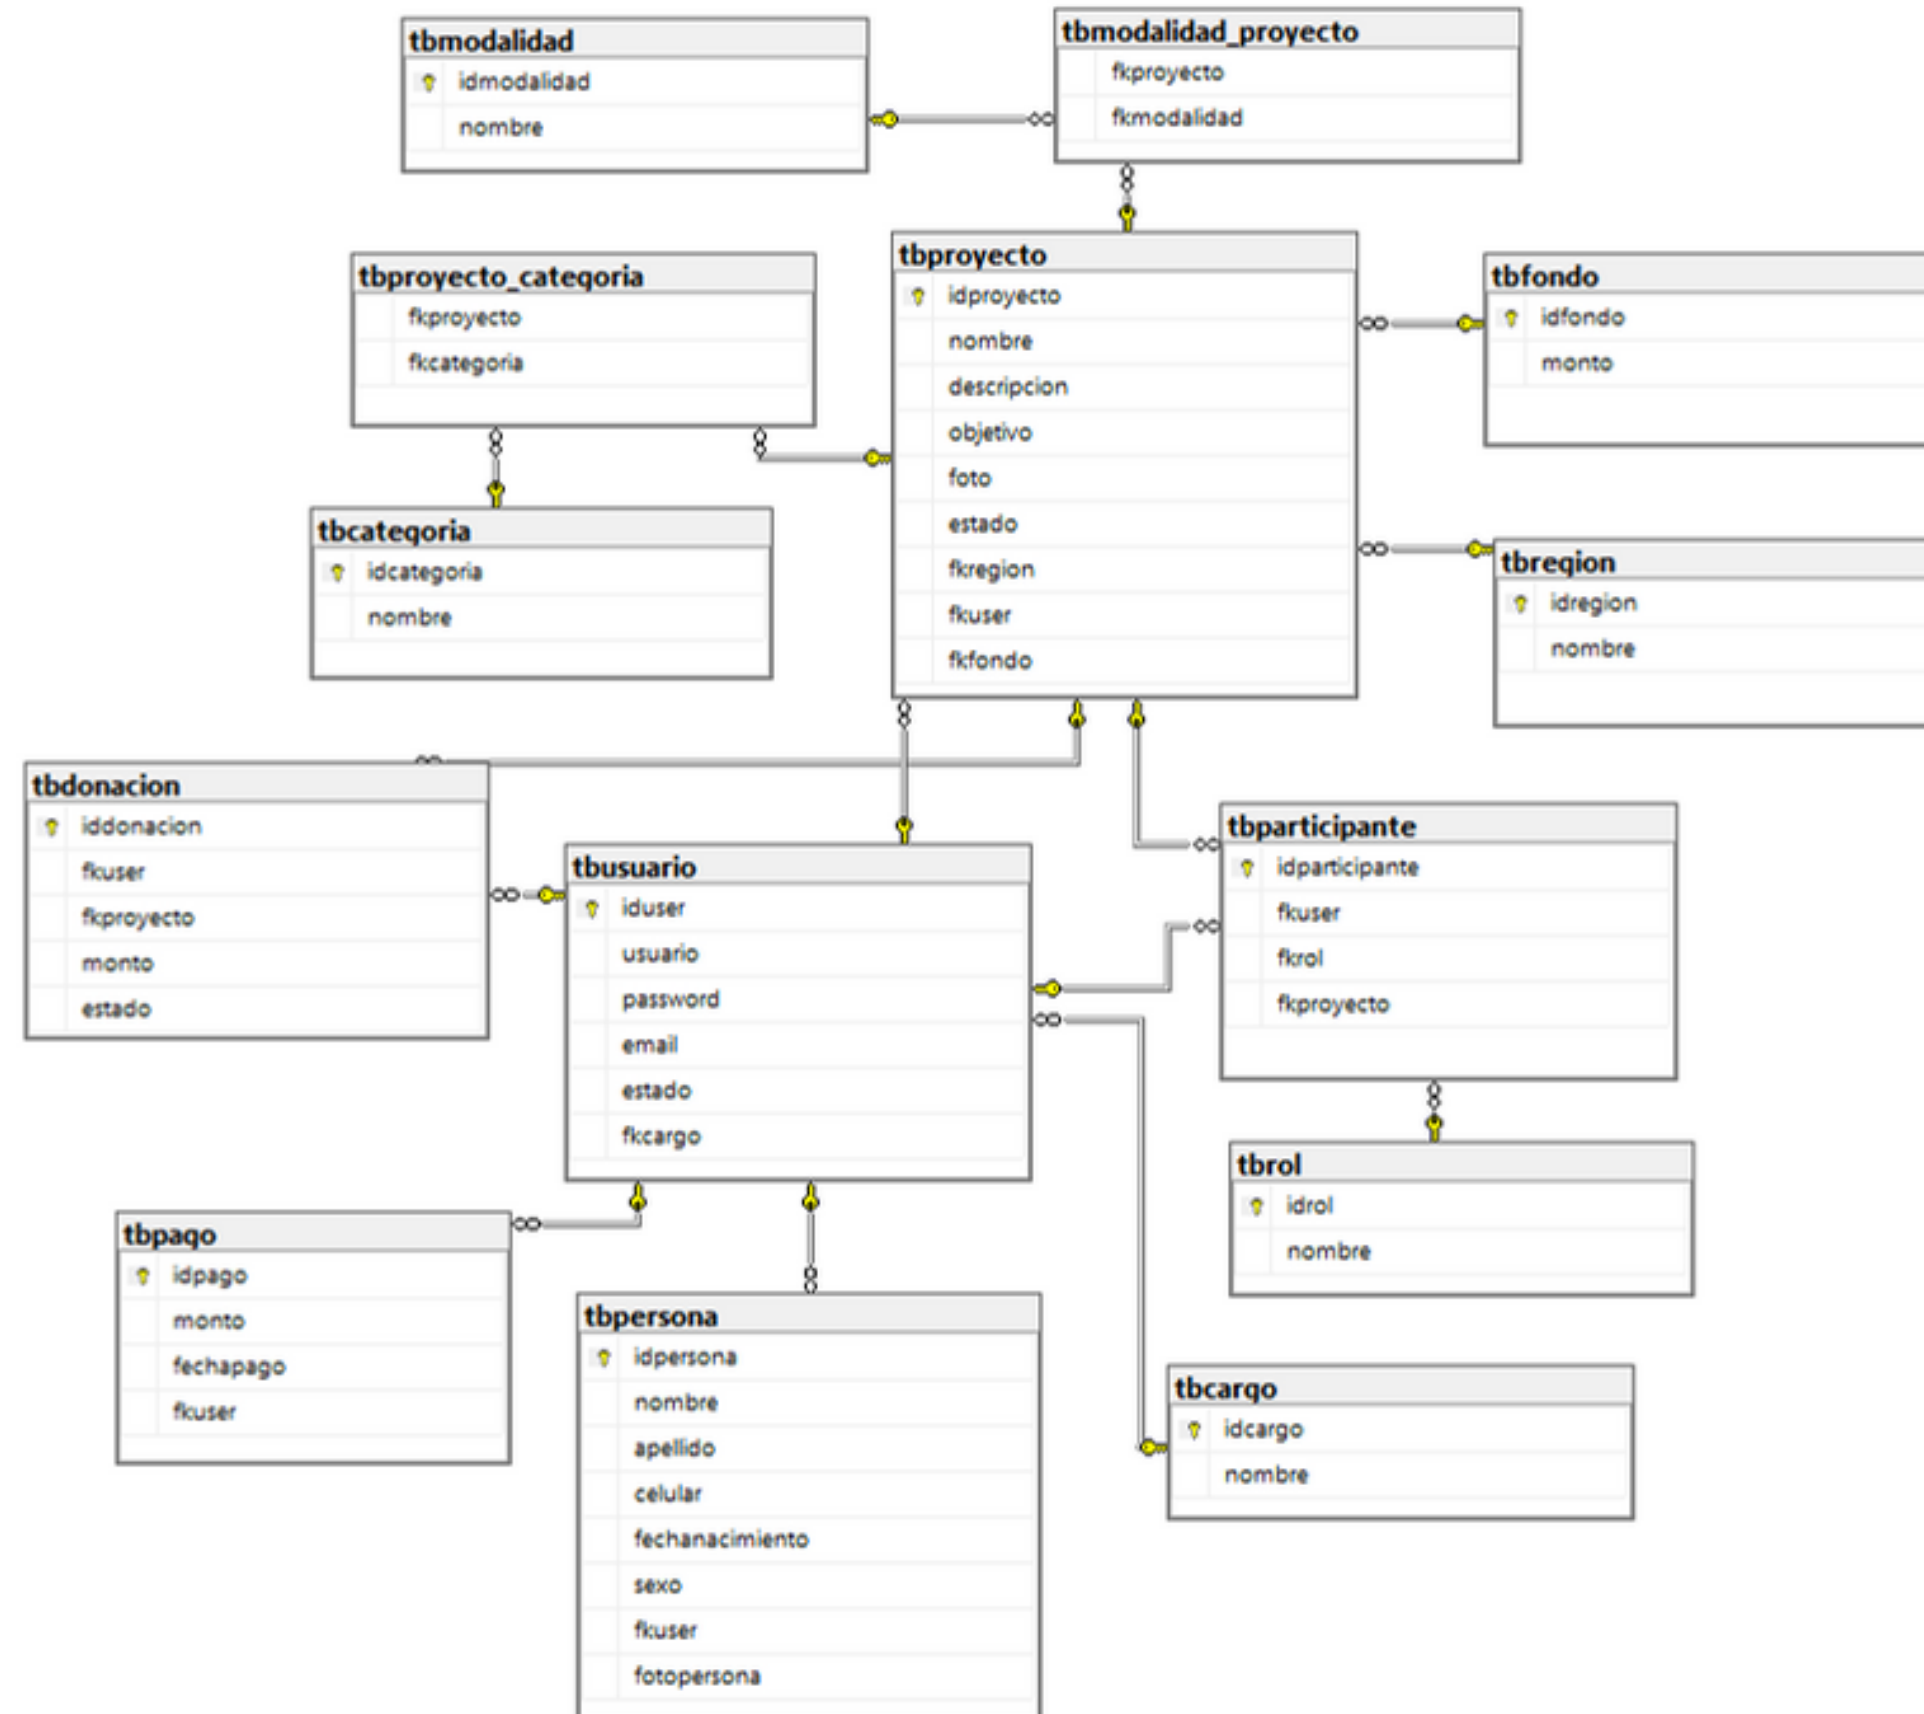 tbmodalidad
idmodalidad
nombre
tbmodalidad_proyecto
fkproyecto
fkmodalidad
tbproyecto_categoria
fkproyecto
fkcategoria
tbproyecto
idproyecto
nombre
descripcion
objetivo
foto
estado
fkregion
fkuser
fkfondo
tbfondo
idfondo
monto
tbcategoria
idcategoria
nombre
tbregion
idregion
nombre
tbdonacion
iddonacion
fkuser
fkproyecto
monto
estado
tbusuario
iduser
usuario
password
email
estado
fkcargo
tbparticipante
idparticipante
fkuser
fkrol
fkproyecto
tbrol
idrol
nombre
tbpago
idpago
monto
fechapago
fkuser
tbpersona
idpersona
nombre
apellido
celular
fechanacimiento
sexo
fkuser
fotopersona
tbcargo
idcargo
nombre